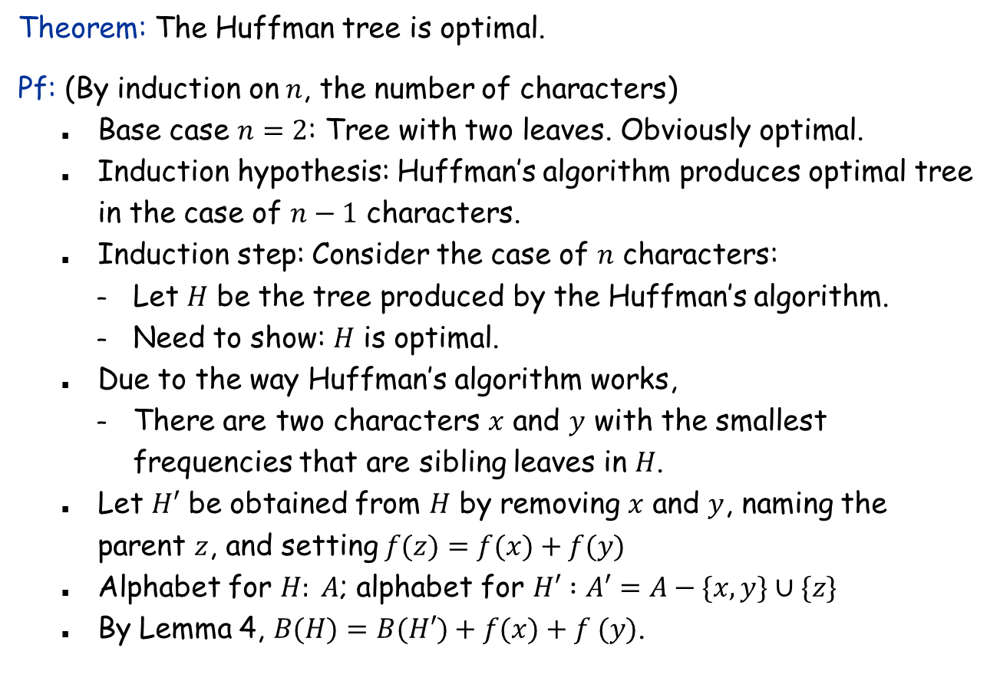 Theorem: The Huffman tree is optimal.
Pf: (By induction on n, the number of characters)
▪ Base case n = 2: Tree with two leaves. Obviously optimal.
▪ Induction hypothesis: Huffman's algorithm produces optimal tree
in the case of n − 1 characters.
▪ Induction step: Consider the case of n characters:
- Let H be the tree produced by the Huffman's algorithm.
- Need to show: H is optimal.
▪ Due to the way Huffman's algorithm works,
- There are two characters x and y with the smallest
frequencies that are sibling leaves in H.
▪ Let H′ be obtained from H by removing x and y, naming the
parent z, and setting f(z) = f(x) + f(y)
▪ Alphabet for H: A; alphabet for H′ : A′ = A − {x, y} ∪ {z}
▪ By Lemma 4, B(H) = B(H′) + f(x) + f (y).